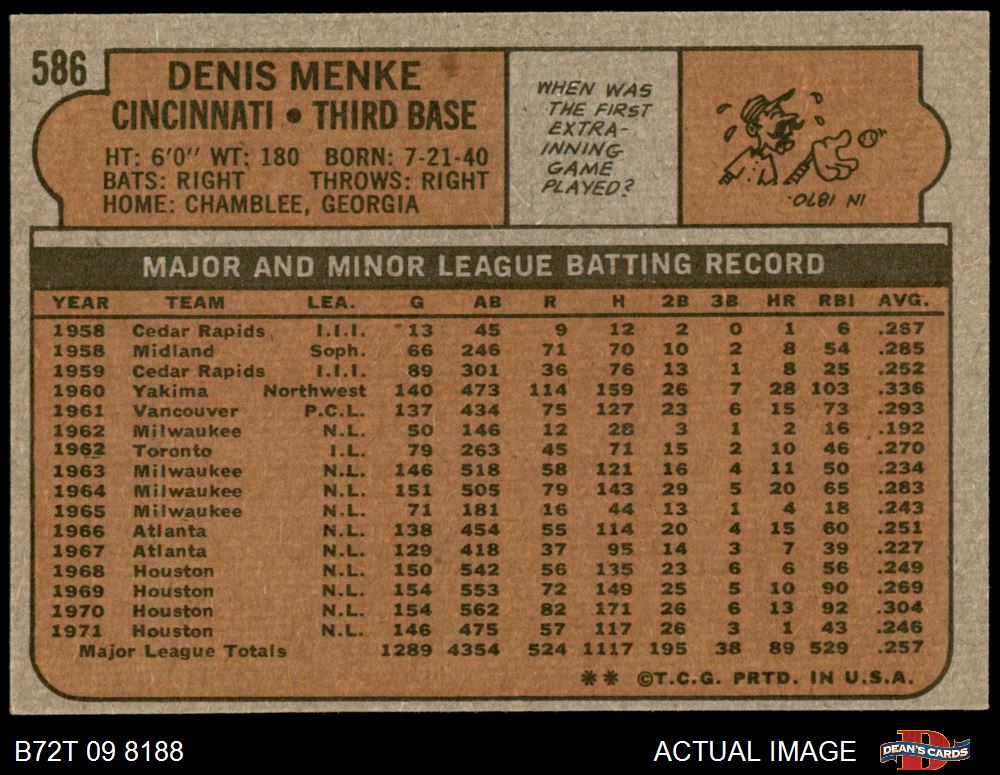 586
DENIS MENKE
CINCINNATI • THIRD BASE
HT: 6'0" WT: 180 BORN: 7-21-40
BATS: RIGHT THROWS: RIGHT
HOME: CHAMBLEE, GEORGIA
WHEN WAS
THE FIRST
EXTRA-
INNING
GAME
PLAYED?
IN 1870.
MAJOR AND MINOR LEAGUE BATTING RECORD
YEAR TEAM LEA. G AB R H 2B 3B HR RBI AVG.
1958 Cedar Rapids I.I.I. 13 45 9 12 2 0 1 6 .267
1958 Midland Soph. 66 246 71 70 10 2 8 54 .285
1959 Cedar Rapids I.I.I. 89 301 36 76 13 1 8 25 .252
1960 Yakima Northwest 140 473 114 159 26 7 28 103 .336
1961 Vancouver P.C.L. 137 434 75 127 23 6 15 73 .293
1962 Milwaukee N.L. 50 146 12 28 3 1 2 16 .192
1962 Toronto I.L. 79 263 45 71 15 2 10 46 .270
1963 Milwaukee N.L. 146 518 58 121 16 4 11 50 .234
1964 Milwaukee N.L. 151 505 79 143 29 5 20 65 .283
1965 Milwaukee N.L. 71 181 16 44 13 1 4 18 .243
1966 Atlanta N.L. 138 454 55 114 20 4 15 60 .251
1967 Atlanta N.L. 129 418 37 95 14 3 7 39 .227
1968 Houston N.L. 150 542 56 135 23 6 6 56 .249
1969 Houston N.L. 154 553 72 149 25 5 10 90 .269
1970 Houston N.L. 154 562 82 171 26 6 13 92 .304
1971 Houston N.L. 146 475 57 117 26 3 1 43 .246
Major League Totals 1289 4354 524 1117 195 38 89 529 .257
** ©T.C.G. PRTD. IN U.S.A.
B72T 09 8188
ACTUAL IMAGE
DEAN'S CARDS